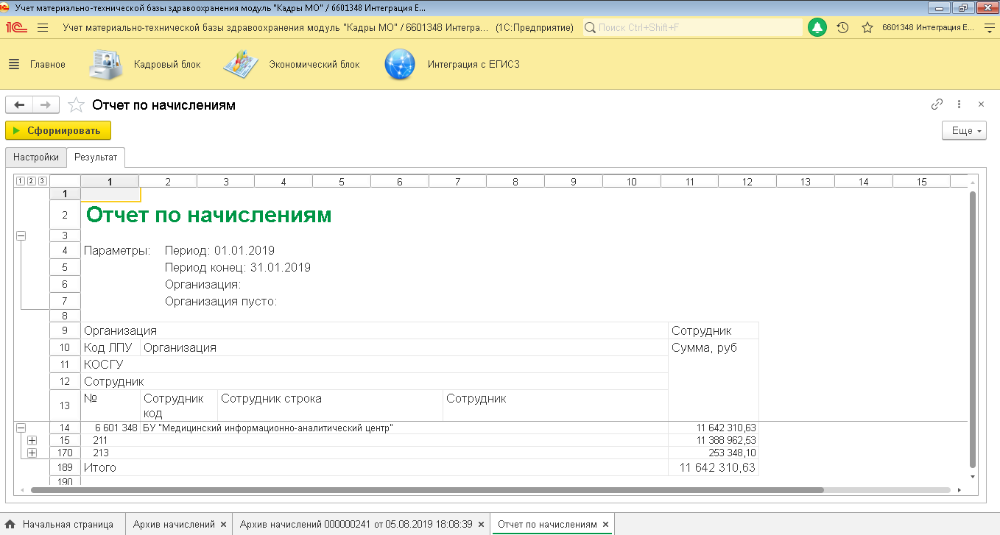 Учет материально-технической базы здравоохранения модуль "Кадры МО" / 6601348 Интеграция Е...
1С Учет материально-технической базы здравоохранения модуль "Кадры МО" / 6601348 Интегра... (1С:Предприятие) Поиск Ctrl+Shift+F 6601348 Интеграция Е...
Главное Кадровый блок Экономический блок Интеграция с ЕГИСЗ
Отчет по начислениям
Сформировать Еще
Настройки Результат
1 2 3 1 2 3 4 5 6 7 8 9 10 11 12 13 14 15
1
2 Отчет по начислениям
3
4 Параметры: Период: 01.01.2019
5 Период конец: 31.01.2019
6 Организация:
7 Организация пусто:
8
9 Организация Сотрудник
10 Код ЛПУ Организация Сумма, руб
11 КОСГУ
12 Сотрудник
13 № Сотрудник код Сотрудник строка Сотрудник
14 6 601 348 БУ "Медицинский информационно-аналитический центр" 11 642 310,63
15 211 11 388 962,53
170 213 253 348,10
189 Итого 11 642 310,63
190
Начальная страница Архив начислений Архив начислений 000000241 от 05.08.2019 18:08:39 Отчет по начислениям